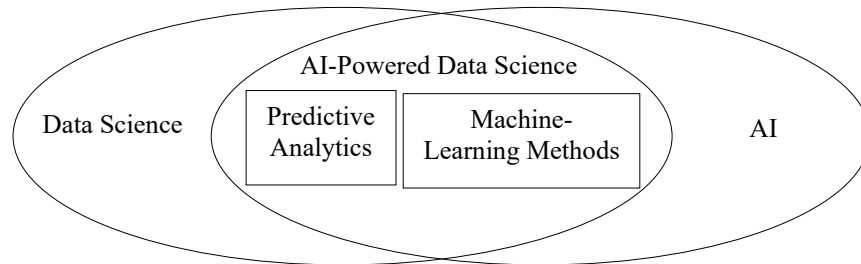 AI-Powered Data Science
Data Science
Predictive
Analytics
Machine-
Learning Methods
AI